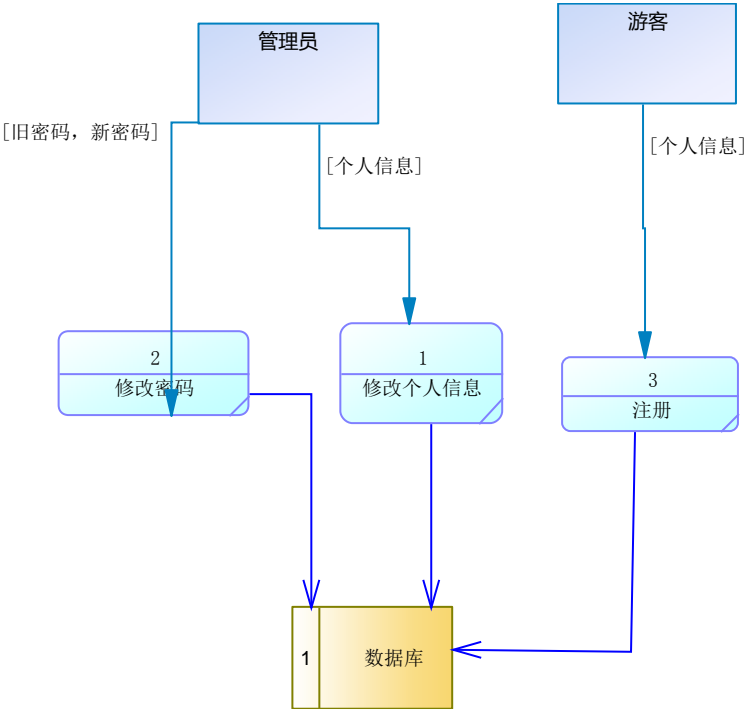 管理员
游客
[旧密码，新密码]
[个人信息]
[个人信息]
2
修改密码
1
修改个人信息
3
注册
1
数据库